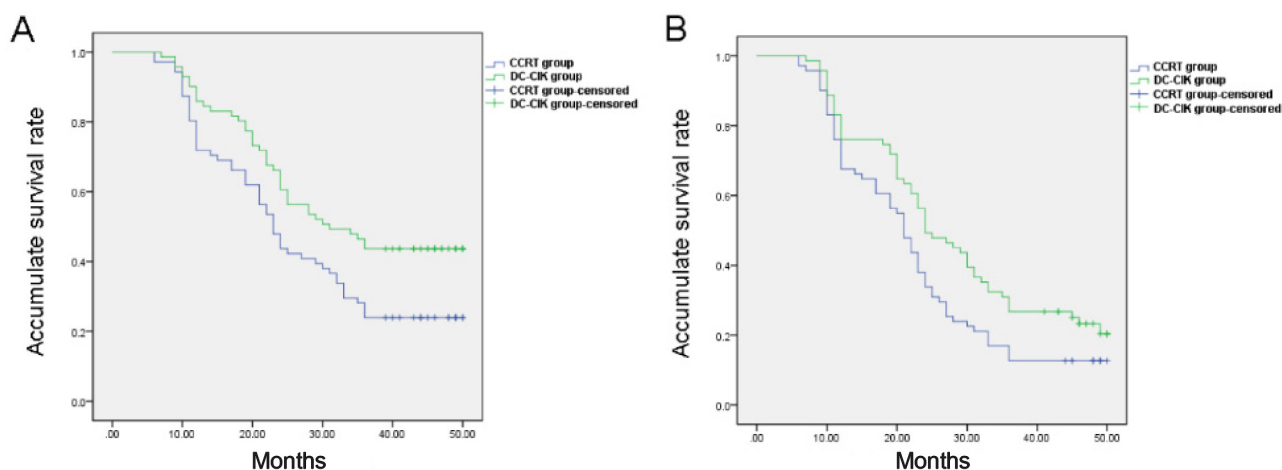 A
Accumulate survival rate
1.0
0.8
0.6
0.4
0.2
0.0
.00 10.00 20.00 30.00 40.00 50.00
Months
CCRT group
DC-CIK group
CCRT group-censored
DC-CIK group-censored
B
Accumulate survival rate
1.0
0.8
0.6
0.4
0.2
0.0
.00 10.00 20.00 30.00 40.00 50.00
Months
CCRT group
DC-CIK group
CCRT group-censored
DC-CIK group-censored